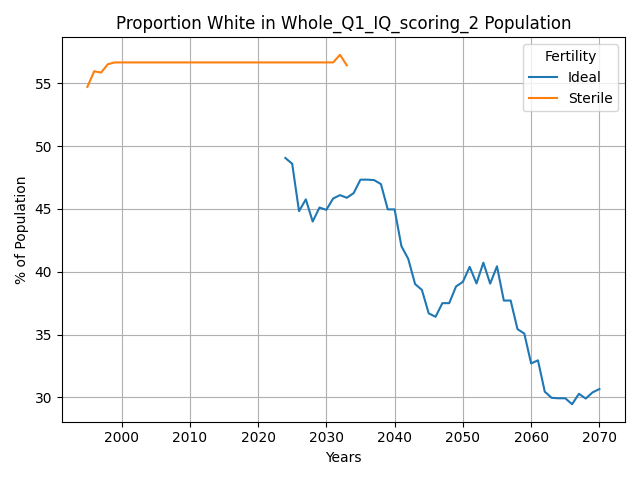 Proportion White in Whole_Q1_IQ_scoring_2 Population
Fertility
Ideal
Sterile
% of Population
55
50
45
40
35
30
2000 2010 2020 2030 2040 2050 2060 2070
Years